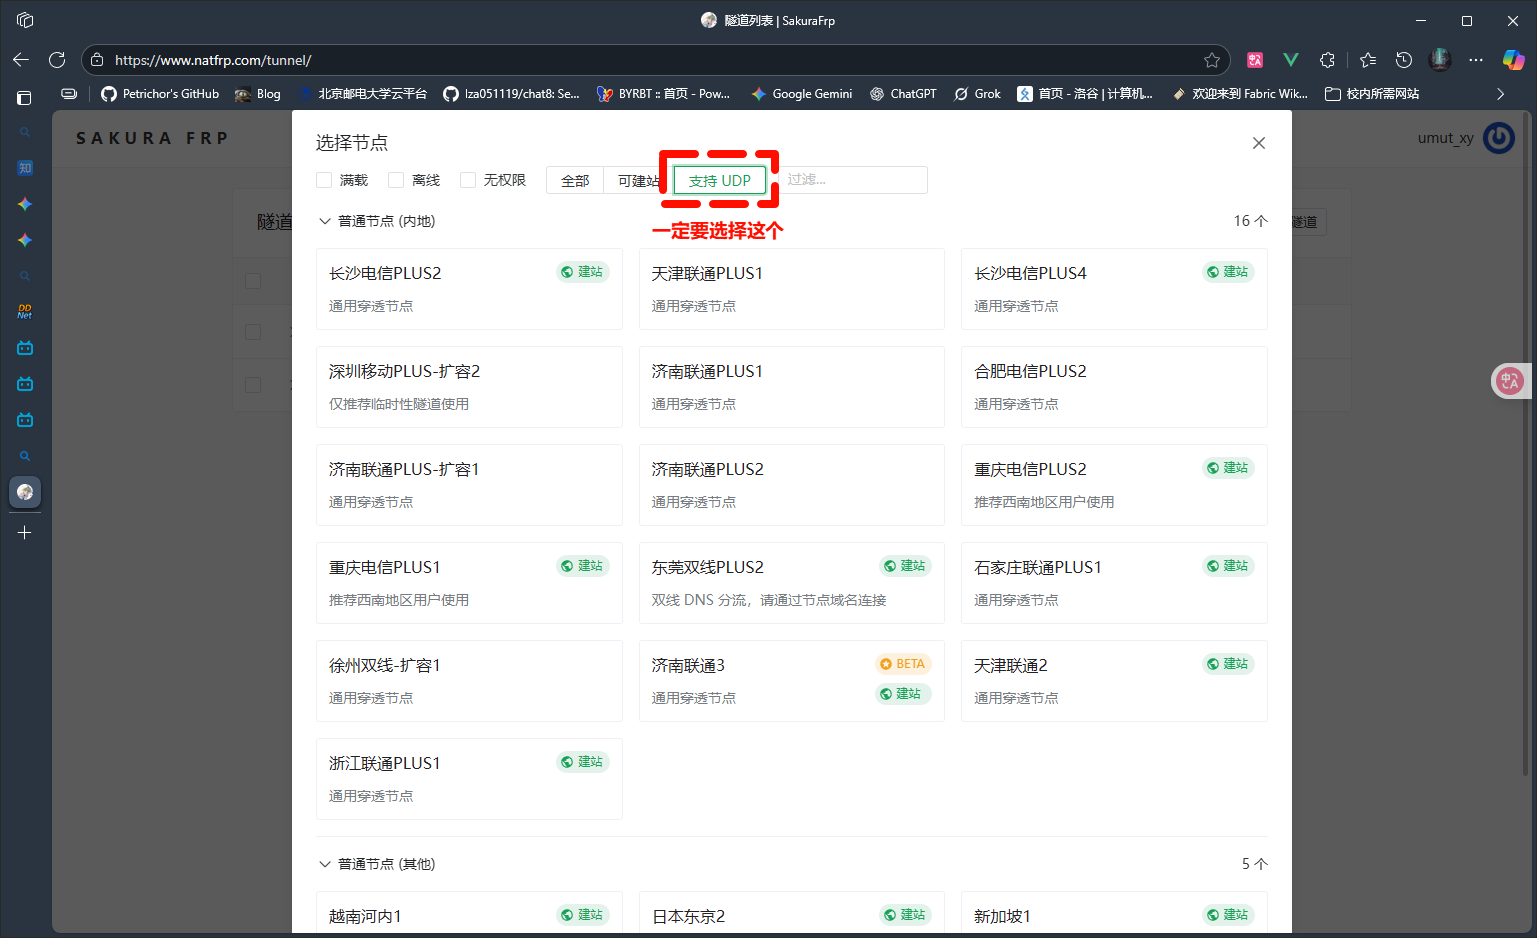 隧道列表 | SakuraFrp
https://www.natfrp.com/tunnel/
Petrichor's GitHub
Blog
北京邮电大学云平台
lza051119/chat8: Se...
BYRBT :: 首页 - Pow...
Google Gemini
ChatGPT
Grok
首页 - 洛谷 | 计算机...
欢迎来到 Fabric Wik...
校内所需网站
知
DD
Net
SAKURA FRP
umut_xy
隧道
隧道
选择节点
满载
离线
无权限
全部
可建站
支持 UDP
过滤...
一定要选择这个
普通节点 (内地)
16 个
长沙电信PLUS2
建站
通用穿透节点
天津联通PLUS1
通用穿透节点
长沙电信PLUS4
建站
通用穿透节点
深圳移动PLUS-扩容2
仅推荐临时性隧道使用
济南联通PLUS1
通用穿透节点
合肥电信PLUS2
通用穿透节点
济南联通PLUS-扩容1
通用穿透节点
济南联通PLUS2
通用穿透节点
重庆电信PLUS2
建站
推荐西南地区用户使用
重庆电信PLUS1
建站
推荐西南地区用户使用
东莞双线PLUS2
建站
双线 DNS 分流，请通过节点域名连接
石家庄联通PLUS1
建站
通用穿透节点
徐州双线-扩容1
通用穿透节点
济南联通3
BETA
通用穿透节点
建站
天津联通2
建站
通用穿透节点
浙江联通PLUS1
建站
通用穿透节点
普通节点 (其他)
5 个
越南河内1
建站
日本东京2
建站
新加坡1
建站